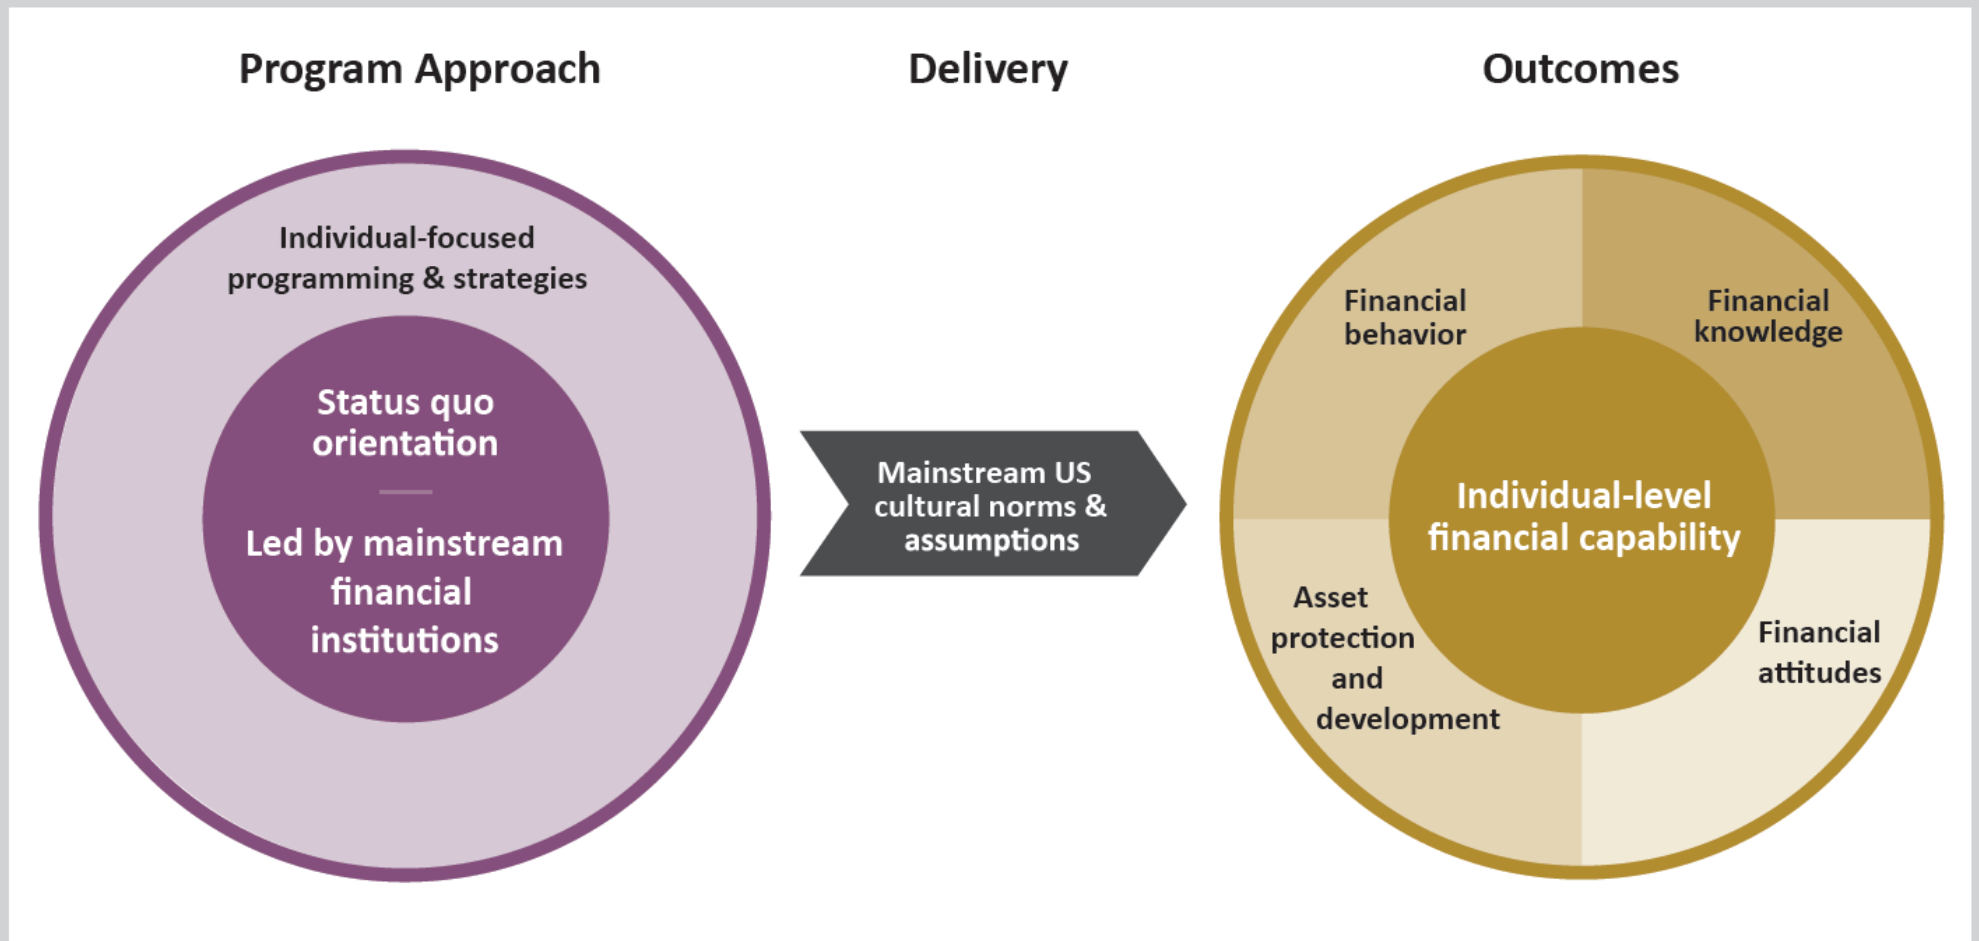 Program Approach
Delivery
Outcomes
Individual-focused
programming & strategies
Status quo
orientation
Led by mainstream
financial
institutions
Mainstream US
cultural norms &
assumptions
Financial
behavior
Financial
knowledge
Individual-level
financial capability
Asset
protection
and
development
Financial
attitudes